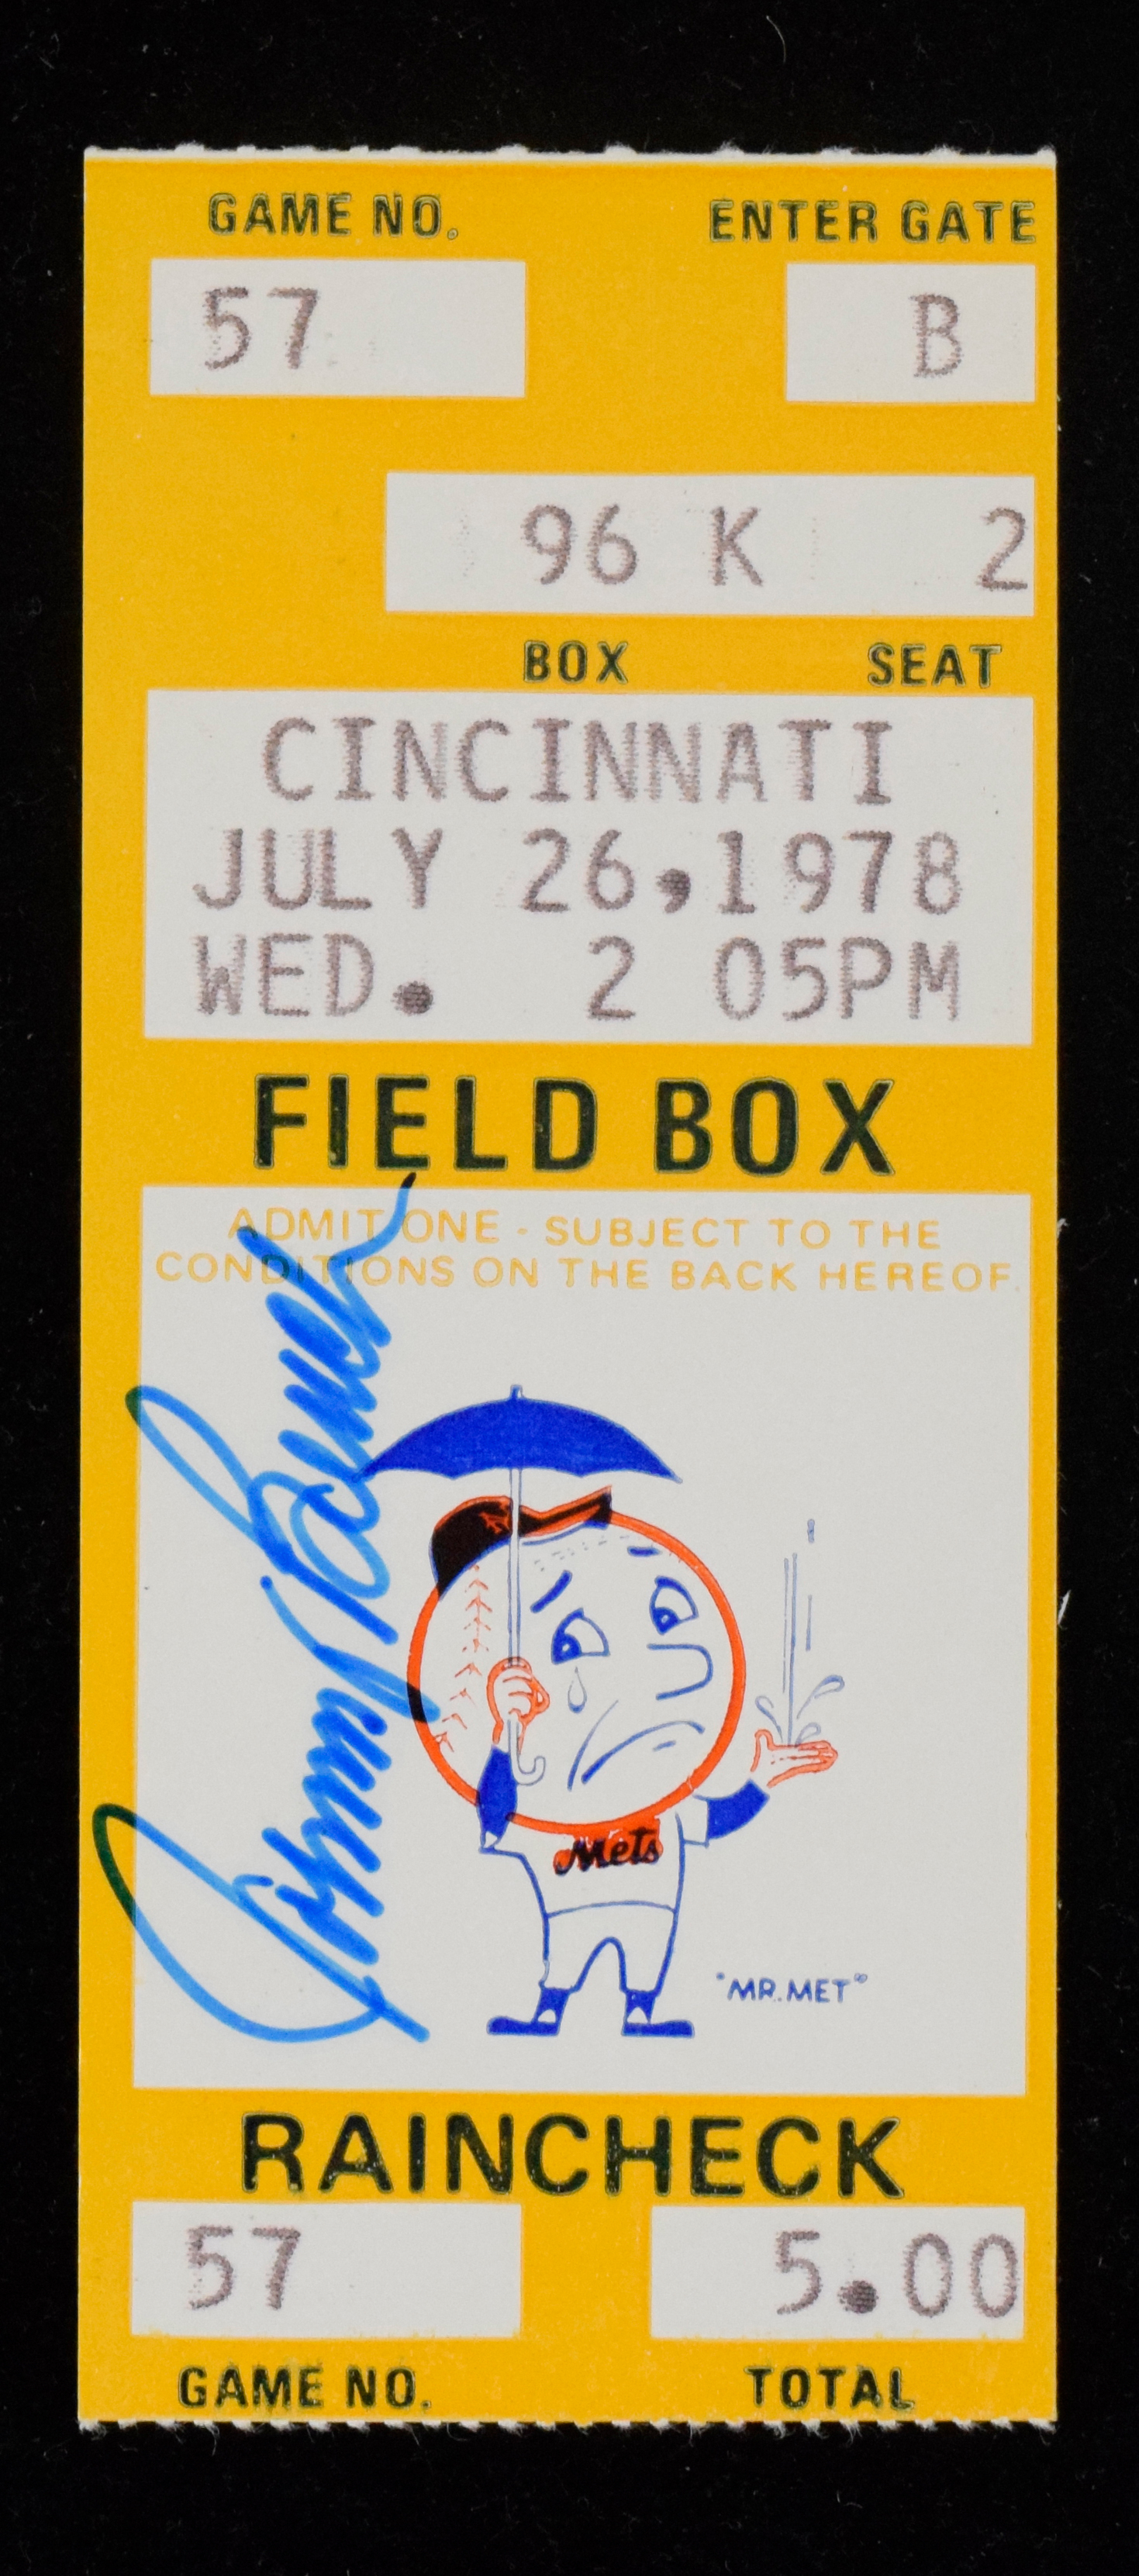 GAME NO. ENTER GATE
57 B
96 K 2
BOX SEAT
CINCINNATI
JULY 26,1978
WED. 2 05PM
FIELD BOX
ADMIT ONE - SUBJECT TO THE
CONDITIONS ON THE BACK HEREOF.
Johnny Bench
Mets
"MR. MET"
RAINCHECK
57 5.00
GAME NO. TOTAL